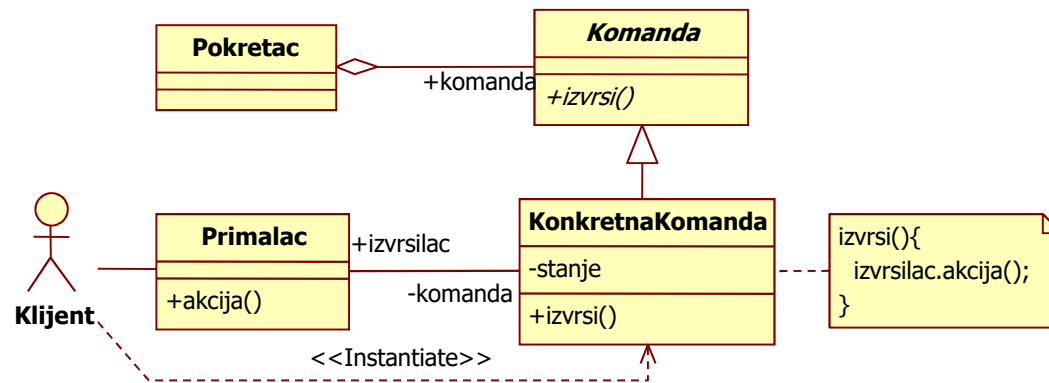 Pokretac
Komanda
+komanda
+izvrsi()
Primalac
+izvrsilac
KonkretnaKomanda
-stanje
-komanda
+akcija()
+izvrsi()
izvrsi(){
izvrsilac.akcija();
}
Klijent
<<Instantiate>>